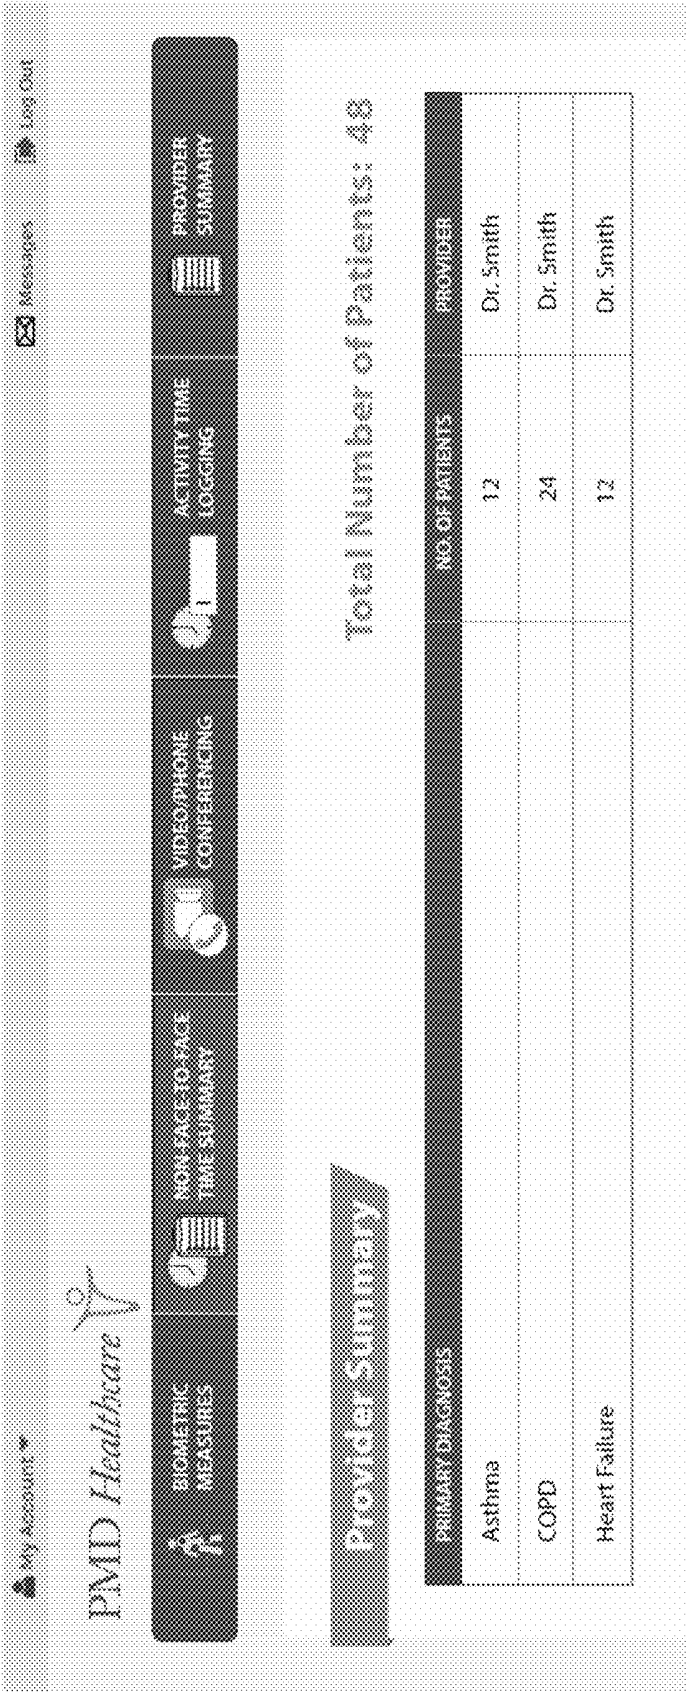 My Account
Messages
Log Out
PMD Healthcare
BIOMETRIC
MEASURES
NON-FACE-TO-FACE
TIME SUMMARY
VIDEO/PHONE
CONFERENCING
ACTIVITY TIME
LOGGING
PROVIDER
SUMMARY
Provider Summary
Total Number of Patients: 48
PRIMARY DIAGNOSIS NO. OF PATIENTS PROVIDER
Asthma 12 Dr. Smith
COPD 24 Dr. Smith
Heart Failure 12 Dr. Smith